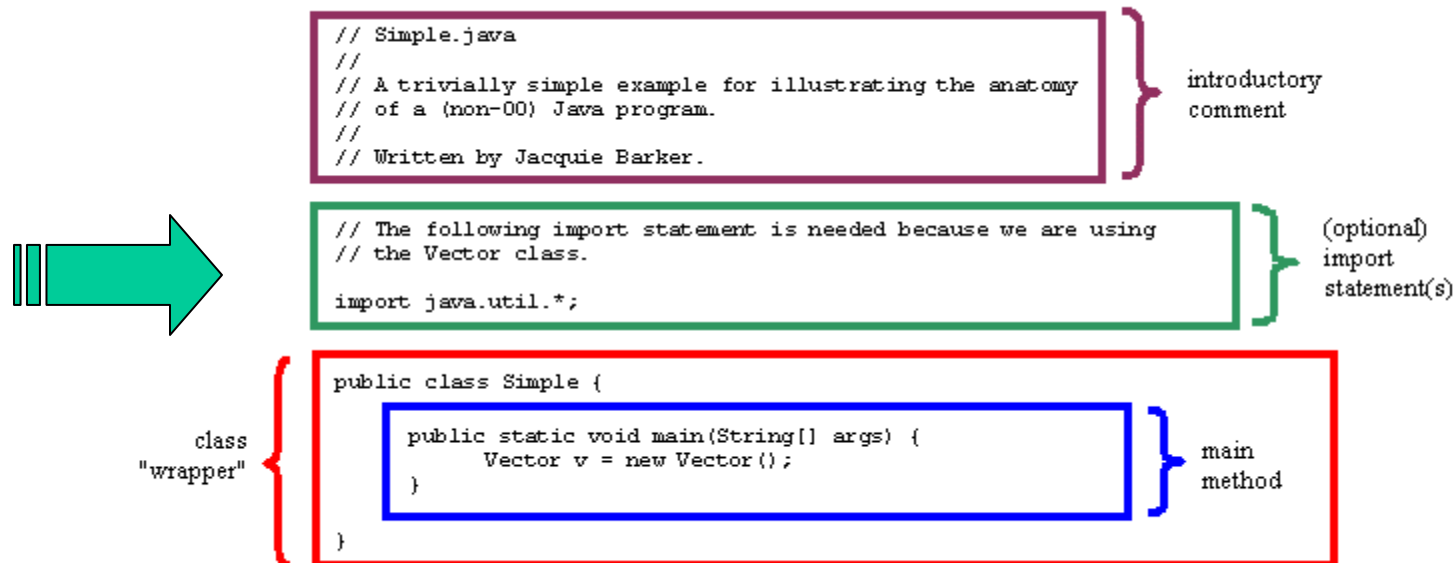 // Simple.java
//
// A trivially simple example for illustrating the anatomy
// of a (non-OO) Java program.
//
// Written by Jacquie Barker.
introductory
comment
// The following import statement is needed because we are using
// the Vector class.
import java.util.*;
(optional)
import
statement(s)
class
"wrapper"
public class Simple {
public static void main(String[] args) {
Vector v = new Vector();
}
main
method
}